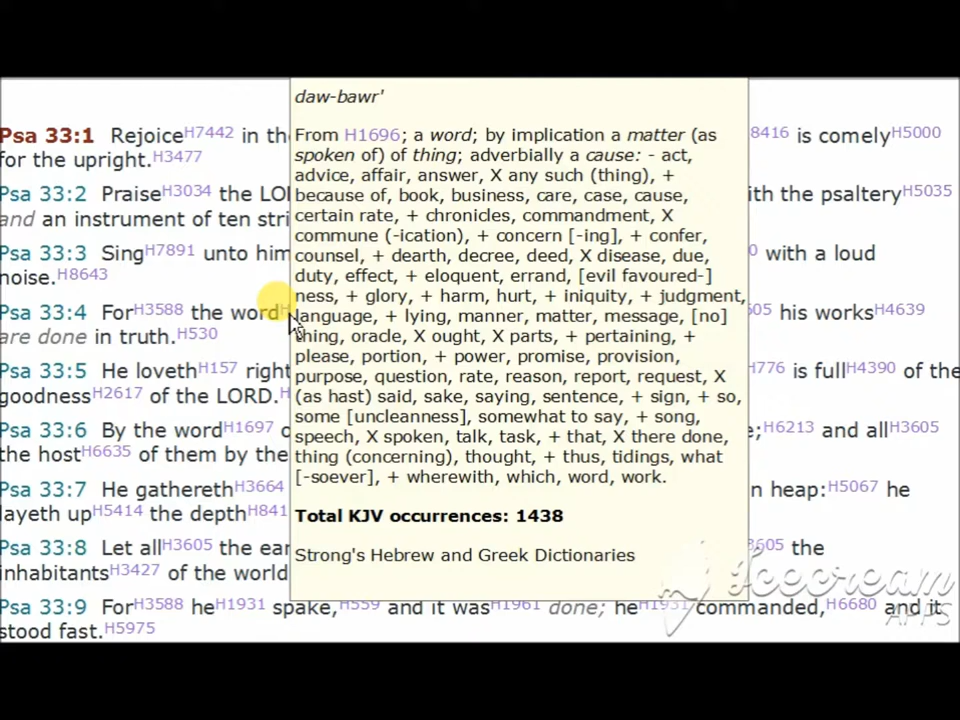 daw-bawr'
From H1696; a word; by implication a matter (as
spoken of) of thing; adverbially a cause: - act,
advice, affair, answer, X any such (thing), +
because of, book, business, care, case, cause,
certain rate, + chronicles, commandment, X
commune (-ication), + concern [-ing], + confer,
counsel, + dearth, decree, deed, X disease, due,
duty, effect, + eloquent, errand, [evil favoured-]
ness, + glory, + harm, hurt, + iniquity, + judgment,
language, + lying, manner, matter, message, [no]
thing, oracle, X ought, X parts, + pertaining, +
please, portion, + power, promise, provision,
purpose, question, rate, reason, report, request, X
(as hast) said, sake, saying, sentence, + sign, + so,
some [uncleanness], somewhat to say, + song,
speech, X spoken, talk, task, + that, X there done,
thing (concerning), thought, + thus, tidings, what
[-soever], + wherewith, which, word, work.
Total KJV occurrences: 1438
Strong's Hebrew and Greek Dictionaries
Psa 33:1 Rejoice H7442 in the 8416 is comely H5000
for the upright. H3477
Psa 33:2 Praise H3034 the LO with the psaltery H5035
and an instrument of ten stri
Psa 33:3 Sing H7891 unto him 0 with a loud
noise. H8643
Psa 33:4 For H3588 the word H 605 his works H4639
are done in truth. H530
Psa 33:5 He loveth H157 right H776 is full H4390 of the
goodness H2617 of the LORD. H
Psa 33:6 By the word H1697 o e; H6213 and all H3605
the host H6635 of them by the
Psa 33:7 He gathereth H3664 n heap: H5067 he
layeth up H5414 the depth H841
Psa 33:8 Let all H3605 the ear 3605 the
inhabitants H3427 of the world
Psa 33:9 For H3588 he H1931 spake, H559 and it was H1961 done; he H1931 commanded, H6680 and it
stood fast. H5975
Icecream
APPS